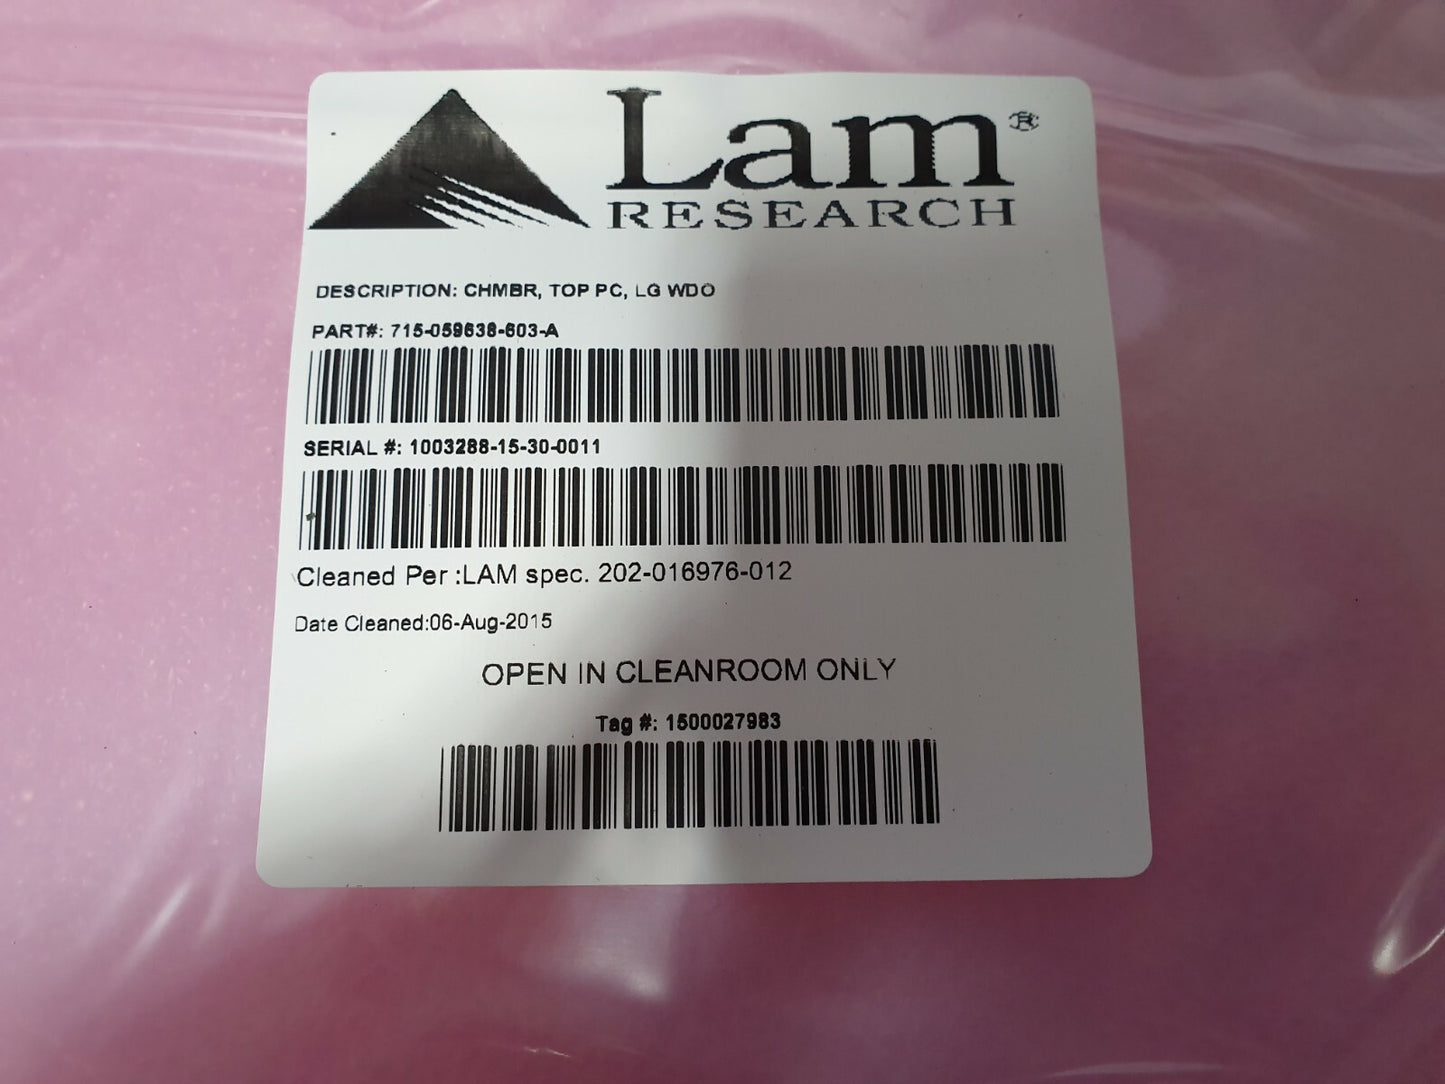 Lam®
RESEARCH
DESCRIPTION: CHMBR, TOP PC, LG WDO
PART#: 715-059638-603-A
SERIAL #: 1003288-15-30-0011
Cleaned Per :LAM spec. 202-016976-012
Date Cleaned:06-Aug-2015
OPEN IN CLEANROOM ONLY
Tag #: 1500027983